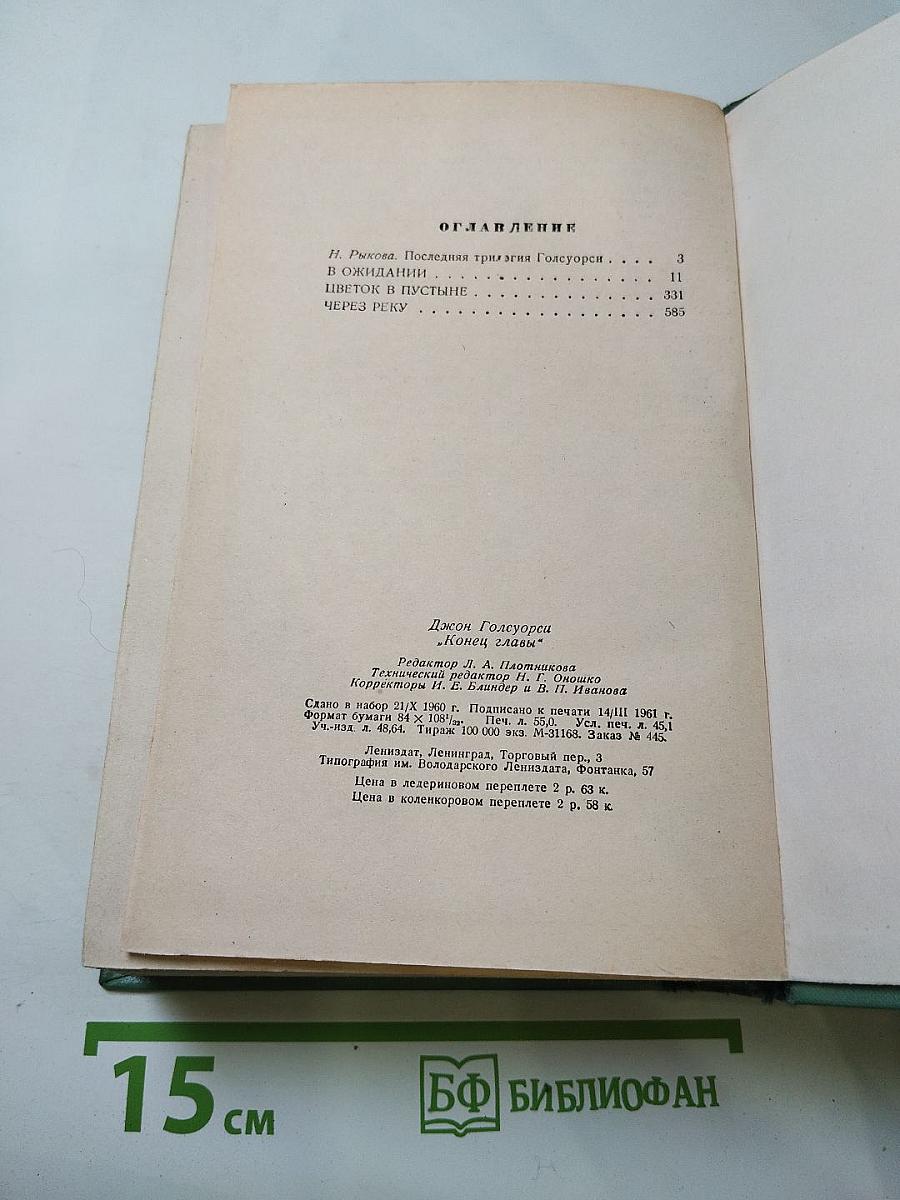 ОГЛАВЛЕНИЕ
Н. Рыкова. Последняя трилогия Голсуорси . . . . 3
В ОЖИДАНИИ . . . . . . . . . . . . . . . . . 11
ЦВЕТОК В ПУСТЫНЕ . . . . . . . . . . . . . . 331
ЧЕРЕЗ РЕКУ . . . . . . . . . . . . . . . . . . 585
Джон Голсуорси
„Конец главы“
Редактор Л. А. Плотникова
Технический редактор Н. Г. Оношко
Корректоры И. Е. Блиндер и В. П. Иванова
Сдано в набор 21/X 1960 г. Подписано к печати 14/III 1961 г.
Формат бумаги 84 × 108¹/₃₂. Печ. л. 55,0. Усл. печ. л. 45,1
Уч.-изд. л. 48,64. Тираж 100 000 экз. М-31168. Заказ № 445.
Лениздат, Ленинград, Торговый пер., 3
Типография им. Володарского Лениздата, Фонтанка, 57
Цена в ледериновом переплете 2 р. 63 к.
Цена в коленкоровом переплете 2 р. 58 к.
15 см
БФ БИБЛИОФАН